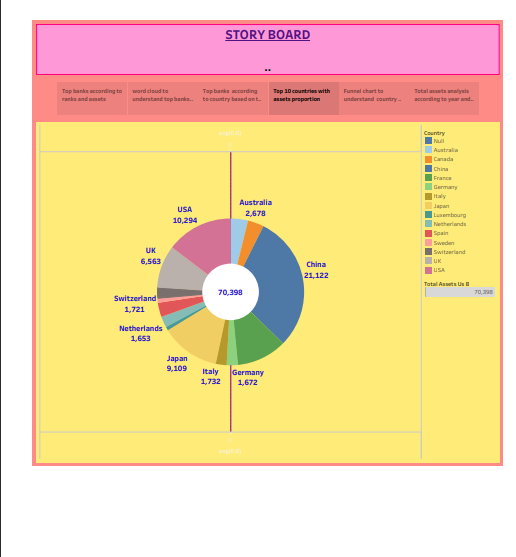 STORY BOARD
..
Top banks according to
ranks and assets
word cloud to
understand top banks..
Top banks according
to country based on t..
Top 10 countries with
assets proportion
Funnel chart to
understand country ..
Total assets analysis
according to year end..
USA
10,294
Australia
2,678
UK
6,563
China
21,122
70,398
Switzerland
1,721
Netherlands
1,653
Japan
9,109
Italy
1,732
Germany
1,672
Country
Null
Australia
Canada
China
France
Germany
Italy
Japan
Luxembourg
Netherlands
Spain
Sweden
Switzerland
UK
USA
Total Assets Us B
70,398